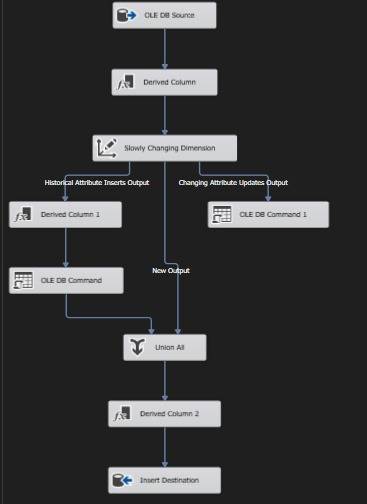 OLE DB Source
Derived Column
Slowly Changing Dimension
Historical Attribute Inserts Output
Changing Attribute Updates Output
Derived Column 1
OLE DB Command 1
New Output
OLE DB Command
Union All
Derived Column 2
Insert Destination